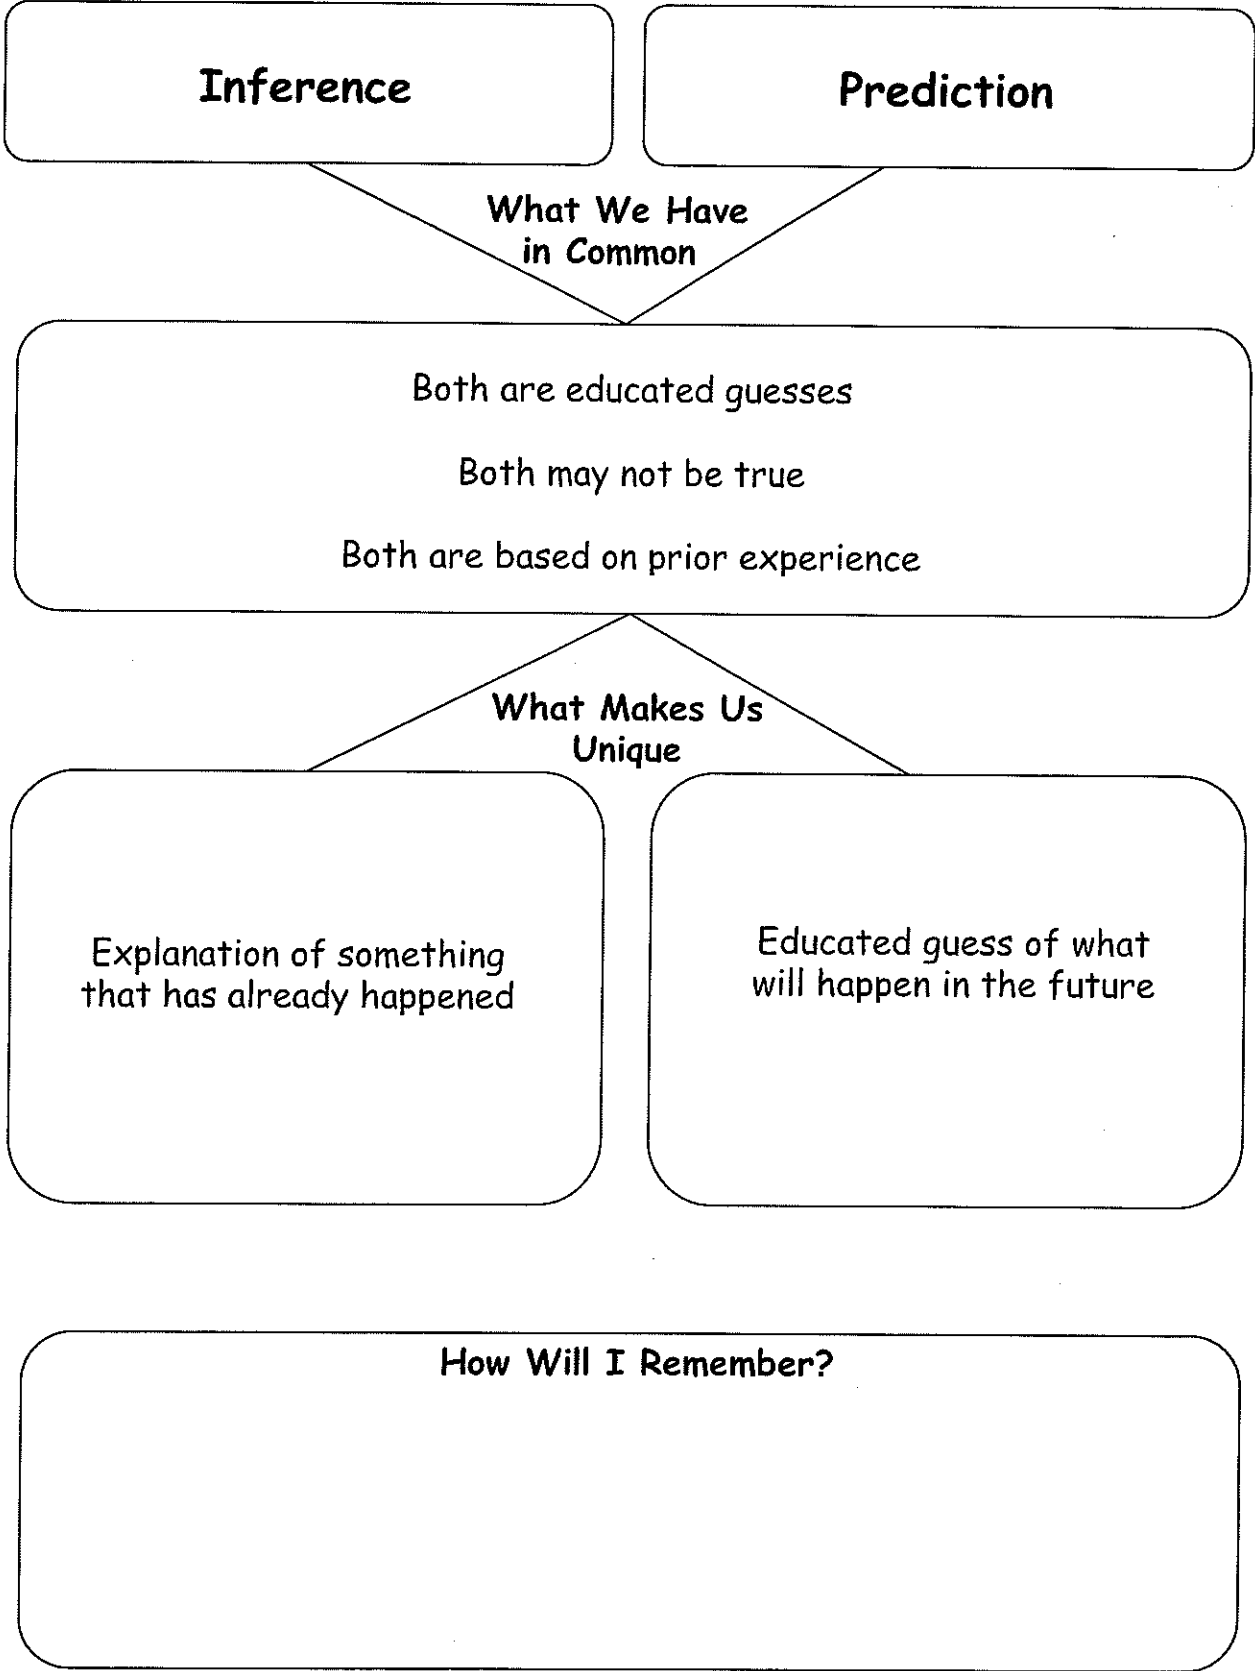 Inference
Prediction
What We Have
in Common
Both are educated guesses
Both may not be true
Both are based on prior experience
What Makes Us
Unique
Explanation of something
that has already happened
Educated guess of what
will happen in the future
How Will I Remember?